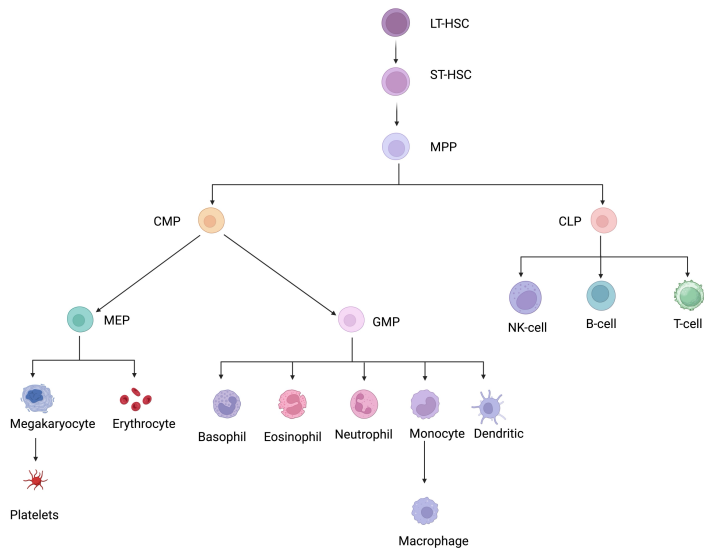 LT-HSC
ST-HSC
MPP
CMP
CLP
MEP
GMP
NK-cell
B-cell
T-cell
Megakaryocyte
Erythrocyte
Basophil
Eosinophil
Neutrophil
Monocyte
Dendritic
Platelets
Macrophage